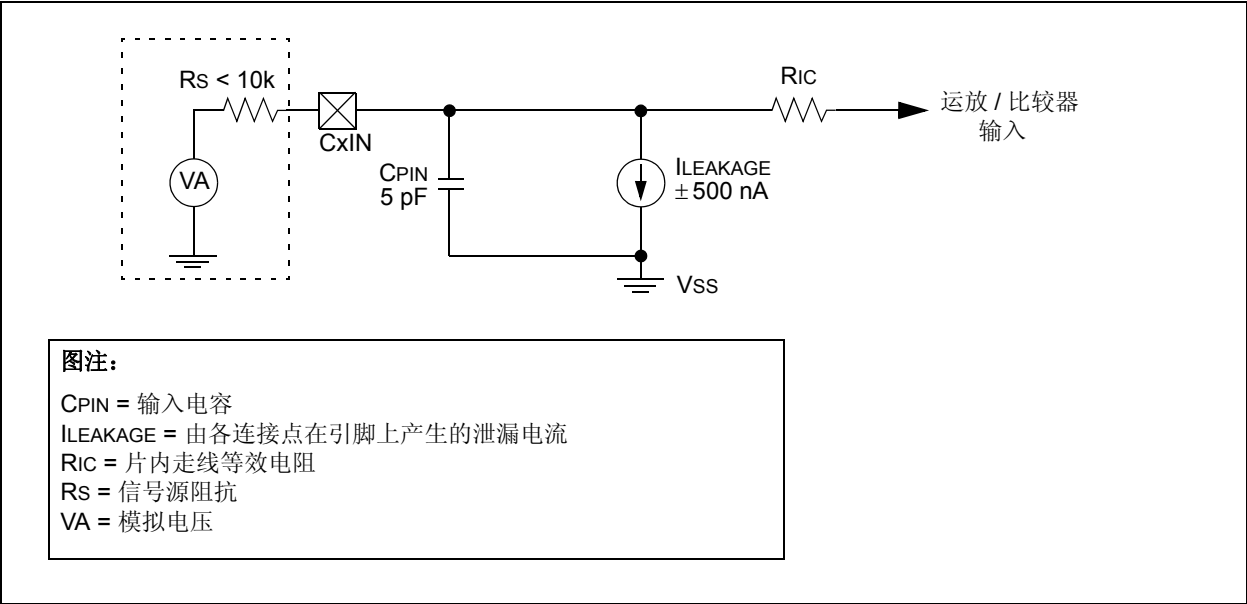 Rs < 10k
RIC
运放 / 比较器
输入
CxIN
VA
CPIN
5 pF
ILEAKAGE
± 500 nA
Vss
图注：
CPIN = 输入电容
ILEAKAGE = 由各连接点在引脚上产生的泄漏电流
RIC = 片内走线等效电阻
Rs = 信号源阻抗
VA = 模拟电压